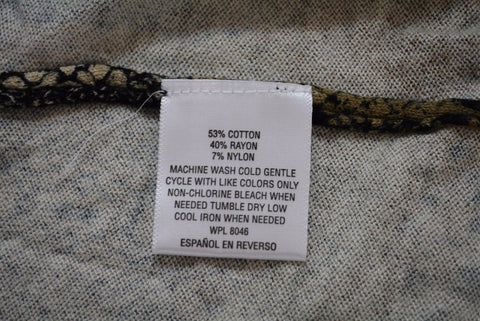 53% COTTON
40% RAYON
7% NYLON
MACHINE WASH COLD GENTLE
CYCLE WITH LIKE COLORS ONLY
NON-CHLORINE BLEACH WHEN
NEEDED TUMBLE DRY LOW
COOL IRON WHEN NEEDED
WPL 8046
ESPAÑOL EN REVERSO